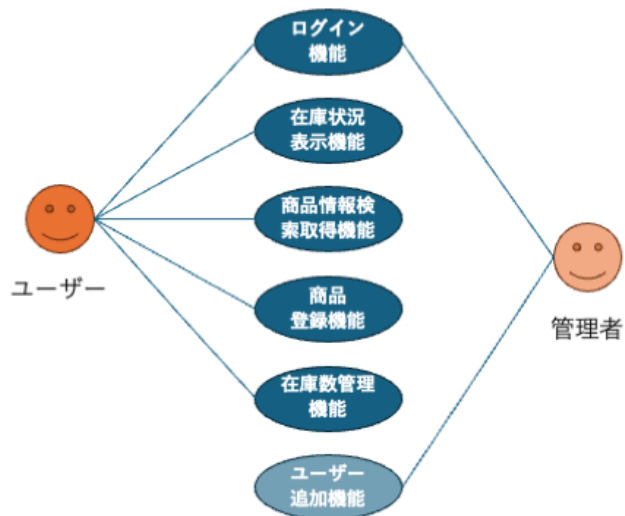 ログイン
機能
在庫状況
表示機能
商品情報検
索取得機能
ユーザー
商品
登録機能
管理者
在庫数管理
機能
ユーザー
追加機能